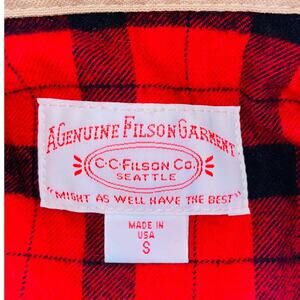 A GENUINE FILSON GARMENT
C·C·FILSON CO.
SEATTLE
"MIGHT AS WELL HAVE THE BEST"
MADE IN
USA
S